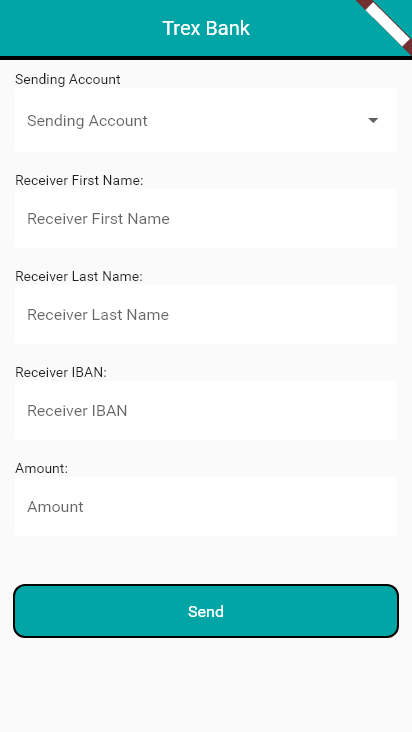 Trex Bank
Sending Account
Sending Account
Receiver First Name:
Receiver First Name
Receiver Last Name:
Receiver Last Name
Receiver IBAN:
Receiver IBAN
Amount:
Amount
Send